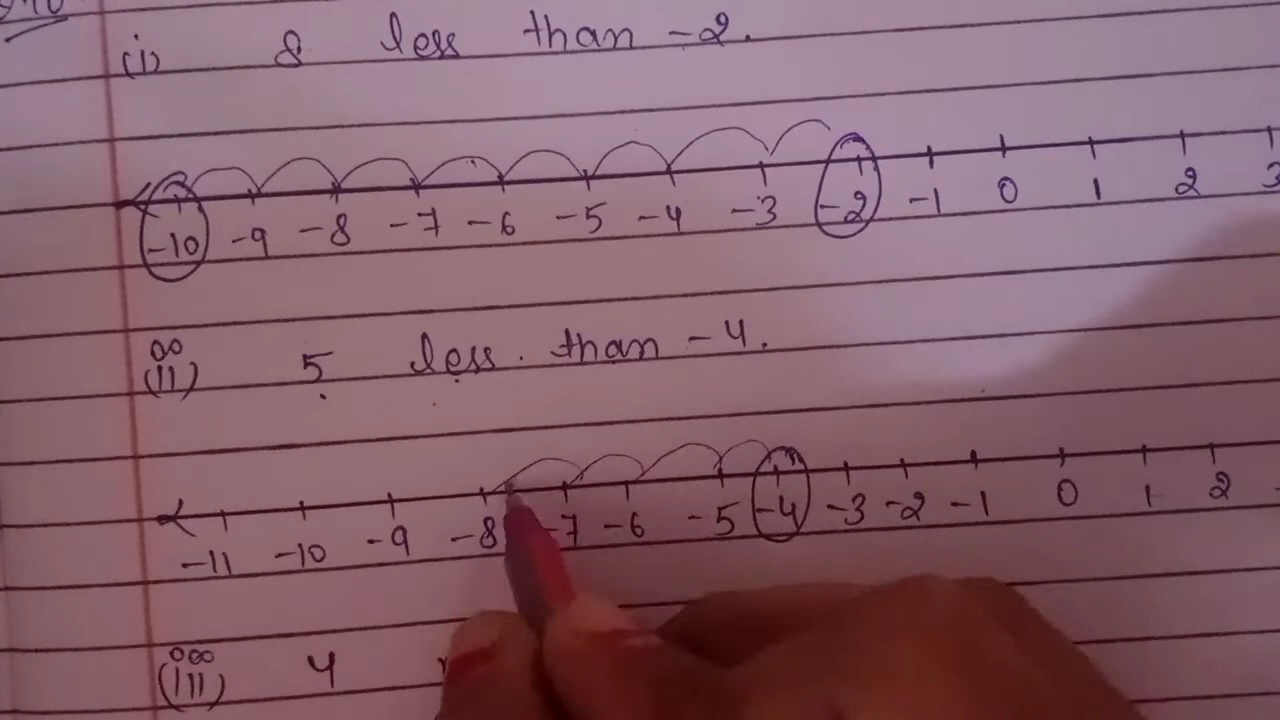 (i) 8 less than -2.
-10 -9 -8 -7 -6 -5 -4 -3 -2 -1 0 1 2 3
(ii) 5 less than -4.
-11 -10 -9 -8 -7 -6 -5 -4 -3 -2 -1 0 1 2
(iii) 4